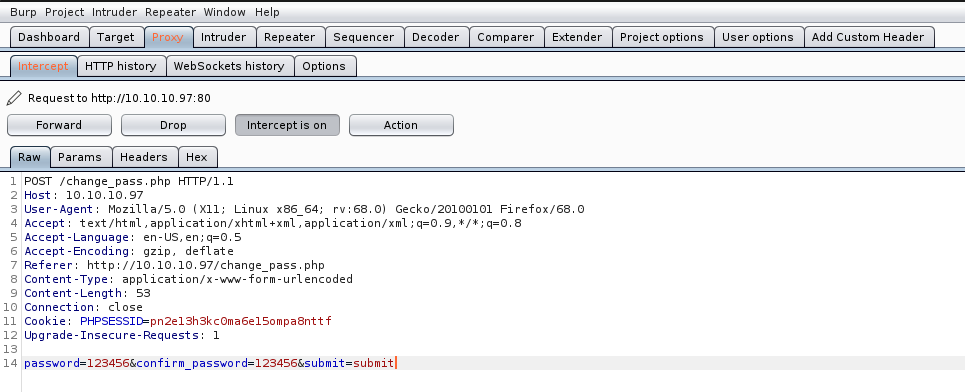 Burp Project Intruder Repeater Window Help
Dashboard Target Proxy Intruder Repeater Sequencer Decoder Comparer Extender Project options User options Add Custom Header
Intercept HTTP history WebSockets history Options
Request to http://10.10.10.97:80
Forward Drop Intercept is on Action
Raw Params Headers Hex
1 POST /change_pass.php HTTP/1.1
2 Host: 10.10.10.97
3 User-Agent: Mozilla/5.0 (X11; Linux x86_64; rv:68.0) Gecko/20100101 Firefox/68.0
4 Accept: text/html,application/xhtml+xml,application/xml;q=0.9,*/*;q=0.8
5 Accept-Language: en-US,en;q=0.5
6 Accept-Encoding: gzip, deflate
7 Referer: http://10.10.10.97/change_pass.php
8 Content-Type: application/x-www-form-urlencoded
9 Content-Length: 53
10 Connection: close
11 Cookie: PHPSESSID=pn2e13h3kc0ma6e15ompa8nttf
12 Upgrade-Insecure-Requests: 1
13
14 password=123456&confirm_password=123456&submit=submit